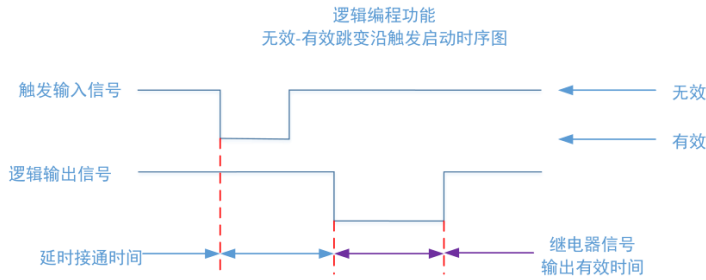 逻辑编程功能
无效-有效跳变沿触发启动时序图
触发输入信号
无效
有效
逻辑输出信号
延时接通时间
继电器信号
输出有效时间